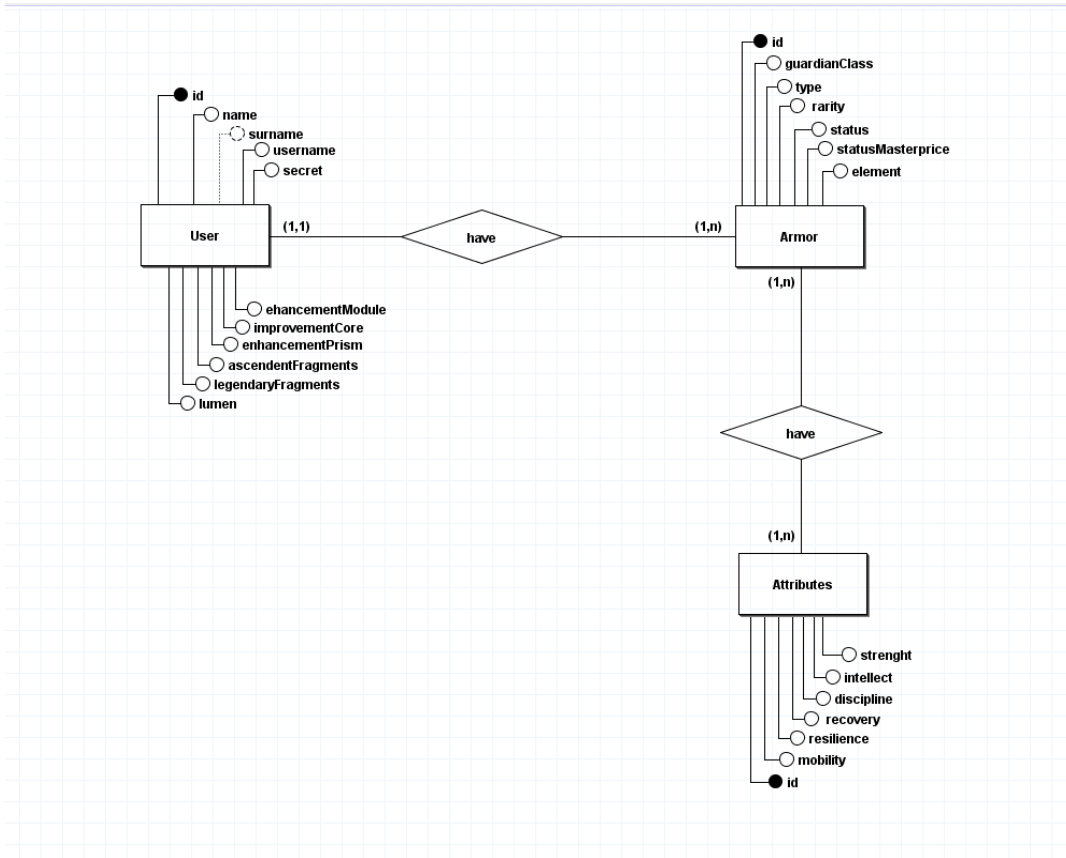 id
name
surname
username
secret
User
(1,1)
have
(1,n)
ehancementModule
improvementCore
enhancementPrism
ascendentFragments
legendaryFragments
lumen
id
guardianClass
type
rarity
status
statusMasterprice
element
Armor
(1,n)
have
(1,n)
Attributes
strenght
intellect
discipline
recovery
resilience
mobility
id